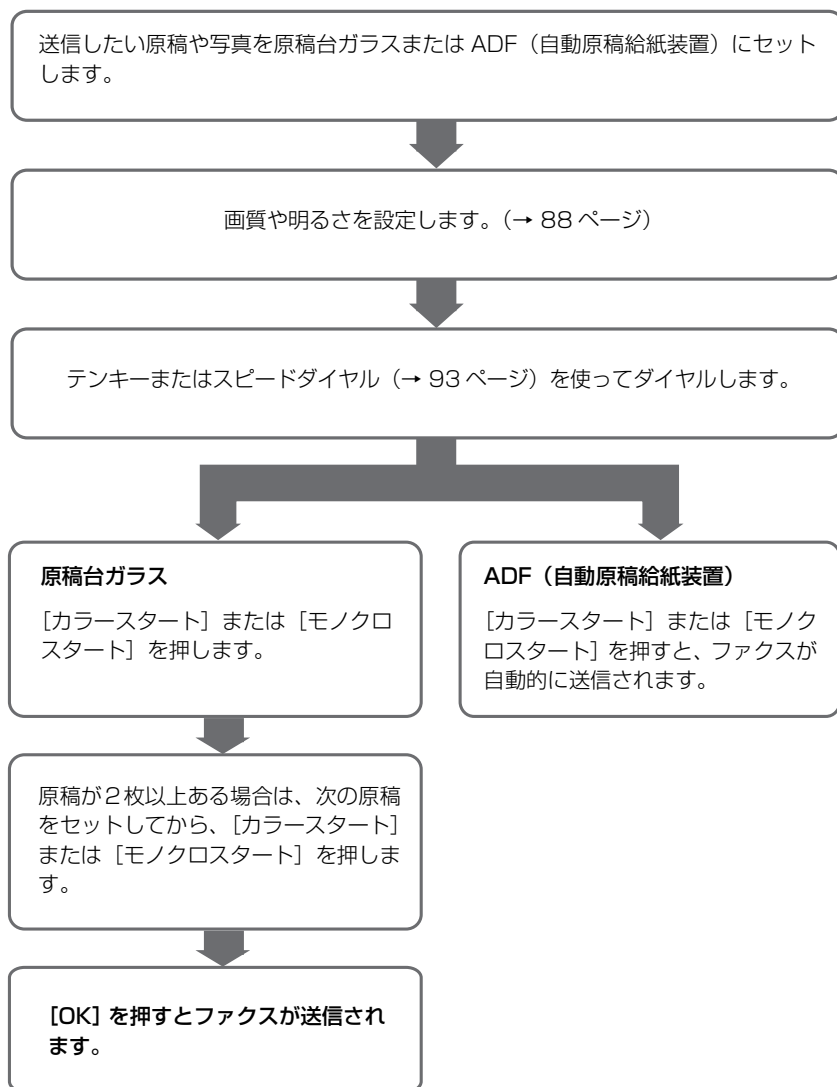 送信したい原稿や写真を原稿台ガラスまたは ADF（自動原稿給紙装置）にセット
します。
画質や明るさを設定します。（→ 88 ページ）
テンキーまたはスピードダイヤル（→ 93 ページ）を使ってダイヤルします。
原稿台ガラス
［カラースタート］または［モノクロ
スタート］を押します。
原稿が２枚以上ある場合は、次の原稿
をセットしてから、［カラースタート］
または［モノクロスタート］を押しま
す。
［OK］を押すとファクスが送信され
ます。
ADF（自動原稿給紙装置）
［カラースタート］または［モノク
ロスタート］を押すと、ファクスが
自動的に送信されます。